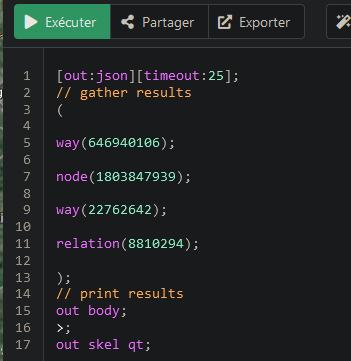 Exécuter Partager Exporter
1 [out:json][timeout:25];
2 // gather results
3 (
4
5 way(646940106);
6
7 node(1803847939);
8
9 way(22762642);
10
11 relation(8810294);
12
13 );
14 // print results
15 out body;
16 >;
17 out skel qt;